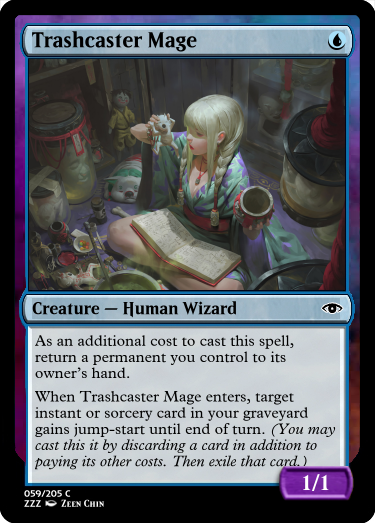 Trashcaster Mage
Creature — Human Wizard
As an additional cost to cast this spell,
return a permanent you control to its
owner's hand.
When Trashcaster Mage enters, target
instant or sorcery card in your graveyard
gains jump-start until end of turn. (You may
cast this by discarding a card in addition to
paying its other costs. Then exile that card.)
1/1
059/205 C
ZZZ Zeen Chin